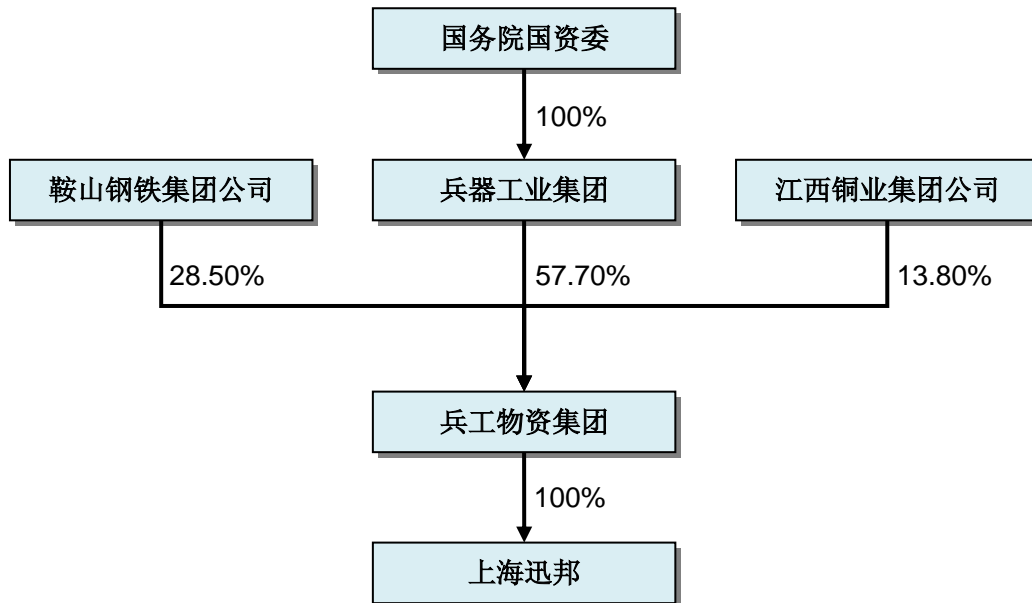 国务院国资委
100%
鞍山钢铁集团公司
兵器工业集团
江西铜业集团公司
28.50%
57.70%
13.80%
兵工物资集团
100%
上海迅邦